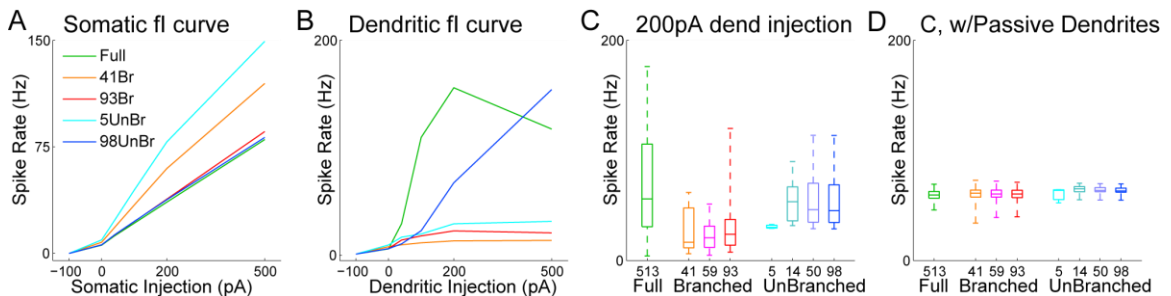 A Somatic fI curve
150
75
0
Spike Rate (Hz)
Full
41Br
93Br
5UnBr
98UnBr
-100 0 200 500
Somatic Injection (pA)
B Dendritic fI curve
200
0
Spike Rate (Hz)
-100 0 200 500
Dendritic Injection (pA)
C 200pA dend injection
200
0
Spike Rate (Hz)
513 41 59 93 5 14 50 98
Full Branched UnBranched
D C, w/Passive Dendrites
200
0
Spike Rate (Hz)
513 41 59 93 5 14 50 98
Full Branched UnBranched